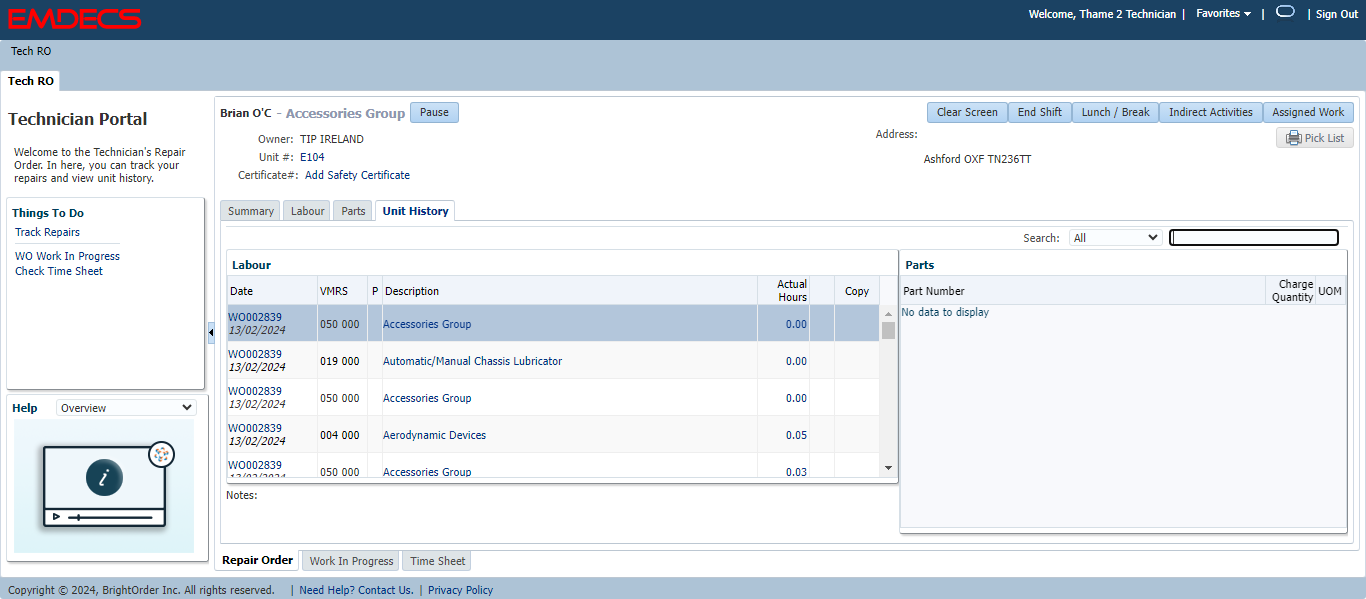 EMDECS
Welcome, Thame 2 Technician | Favorites | | Sign Out
Tech RO
Tech RO
Technician Portal
Welcome to the Technician's Repair
Order. In here, you can track your
repairs and view unit history.
Things To Do
Track Repairs
WO Work In Progress
Check Time Sheet
Help Overview
i
Brian O'C - Accessories Group Pause
Clear Screen End Shift Lunch / Break Indirect Activities Assigned Work
Owner: TIP IRELAND
Unit #: E104
Certificate#: Add Safety Certificate
Address:
Ashford OXF TN236TT
Pick List
Summary Labour Parts Unit History
Search: All
Labour
Date VMRS P Description Actual Hours Copy
WO002839
13/02/2024 050 000 Accessories Group 0.00
WO002839
13/02/2024 019 000 Automatic/Manual Chassis Lubricator 0.00
WO002839
13/02/2024 050 000 Accessories Group 0.00
WO002839
13/02/2024 004 000 Aerodynamic Devices 0.05
WO002839
13/02/2024 050 000 Accessories Group 0.03
Notes:
Parts
Part Number Charge Quantity UOM
No data to display
Repair Order Work In Progress Time Sheet
Copyright © 2024, BrightOrder Inc. All rights reserved. | Need Help? Contact Us. | Privacy Policy